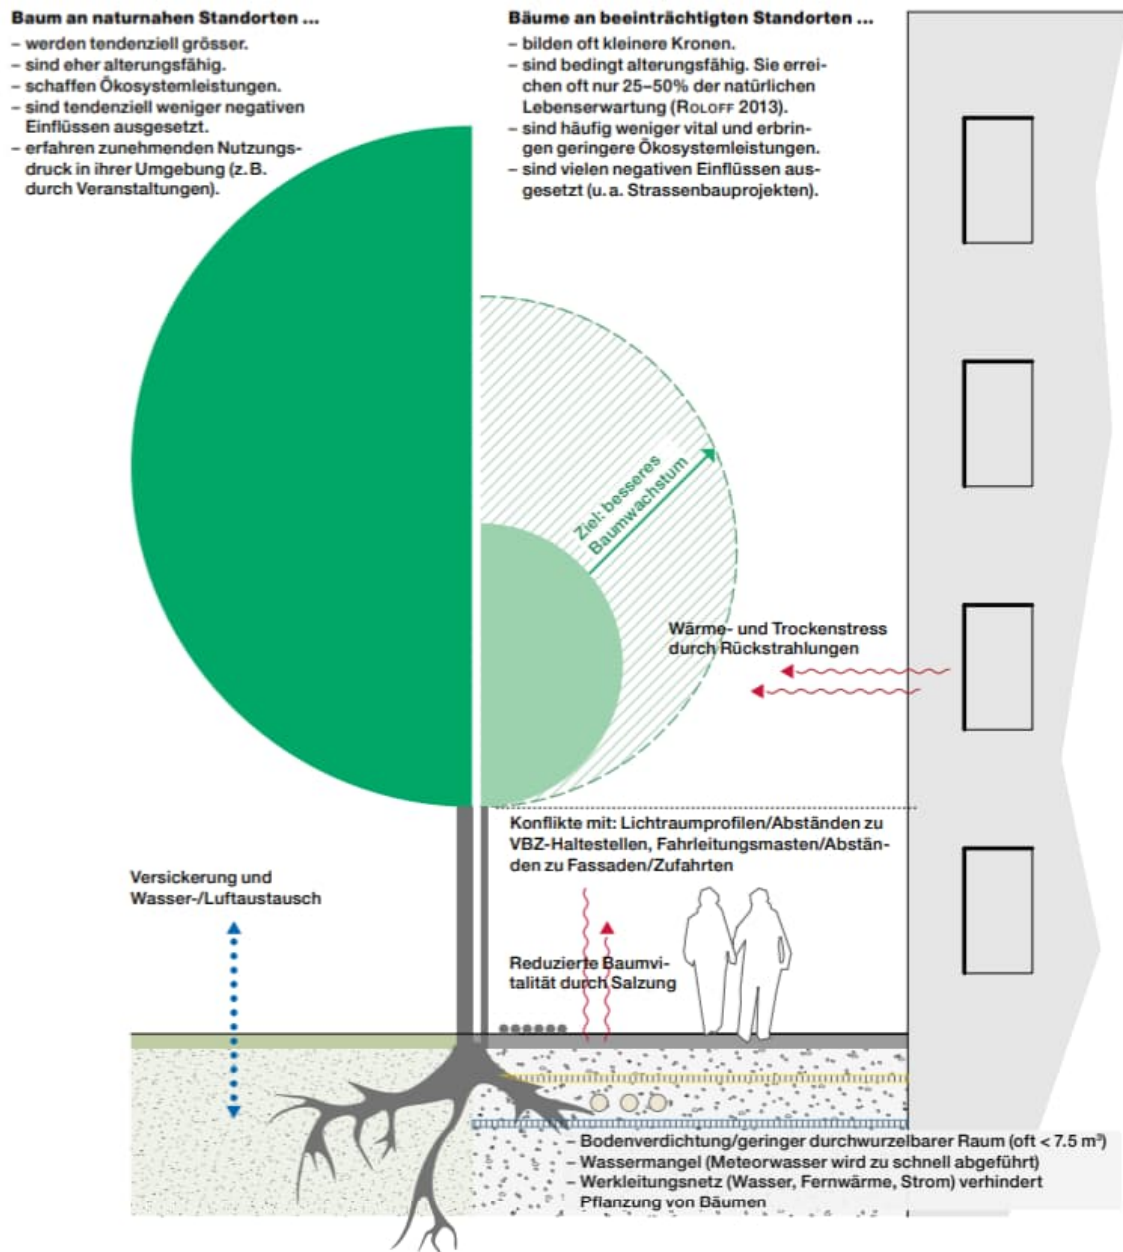 Baum an naturnahen Standorten ...
– werden tendenziell grösser.
– sind eher alterungsfähig.
– schaffen Ökosystemleistungen.
– sind tendenziell weniger negativen
Einflüssen ausgesetzt.
– erfahren zunehmenden Nutzungs-
druck in ihrer Umgebung (z. B.
durch Veranstaltungen).
Bäume an beeinträchtigten Standorten ...
– bilden oft kleinere Kronen.
– sind bedingt alterungsfähig. Sie errei-
chen oft nur 25–50% der natürlichen
Lebenserwartung (ROLOFF 2013).
– sind häufig weniger vital und erbrin-
gen geringere Ökosystemleistungen.
– sind vielen negativen Einflüssen aus-
gesetzt (u. a. Strassenbauprojekten).
Ziel: besseres
Baumwachstum
Wärme- und Trockenstress
durch Rückstrahlungen
Konflikte mit: Lichtraumprofilen/Abständen zu
VBZ-Haltestellen, Fahrleitungsmasten/Abstän-
den zu Fassaden/Zufahrten
Versickerung und
Wasser-/Luftaustausch
Reduzierte Baumvi-
talität durch Salzung
– Bodenverdichtung/geringer durchwurzelbarer Raum (oft < 7.5 m³)
– Wassermangel (Meteorwasser wird zu schnell abgeführt)
– Werkleitungsnetz (Wasser, Fernwärme, Strom) verhindert
Pflanzung von Bäumen